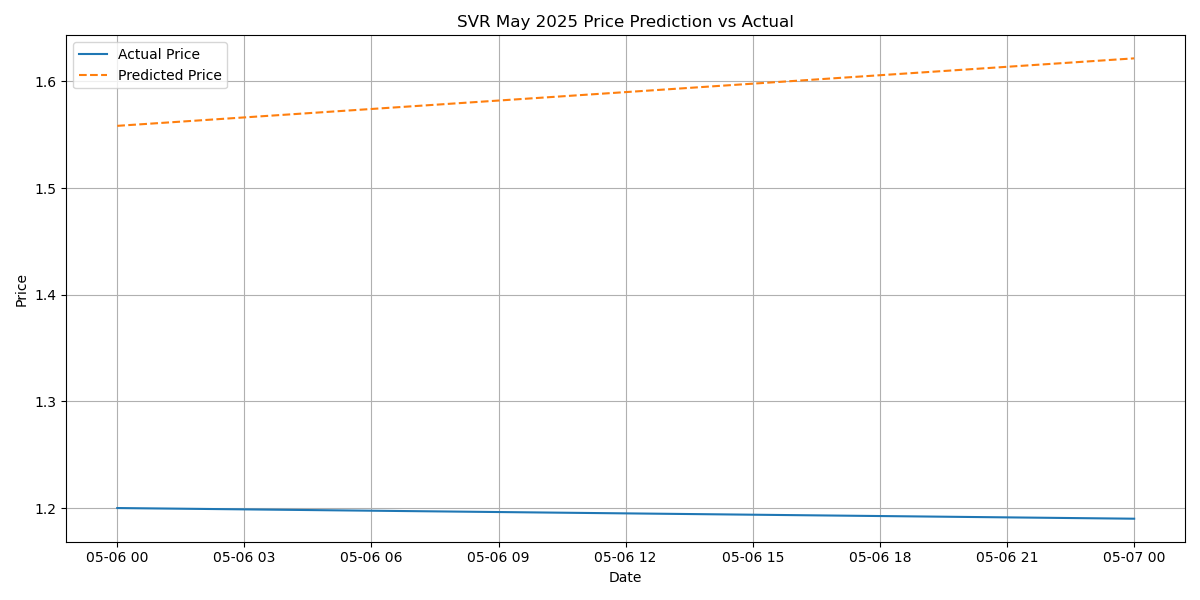 SVR May 2025 Price Prediction vs Actual
Actual Price
Predicted Price
1.6
1.5
1.4
1.3
1.2
Price
05-06 00 05-06 03 05-06 06 05-06 09 05-06 12 05-06 15 05-06 18 05-06 21 05-07 00
Date